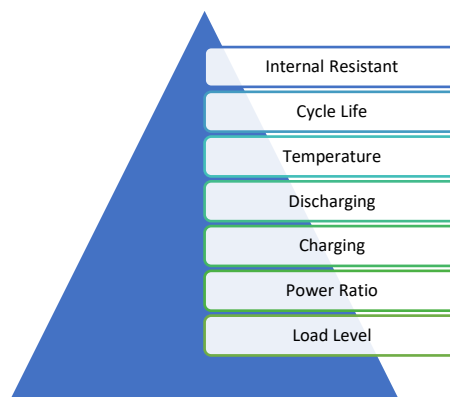 Internal Resistant
Cycle Life
Temperature
Discharging
Charging
Power Ratio
Load Level